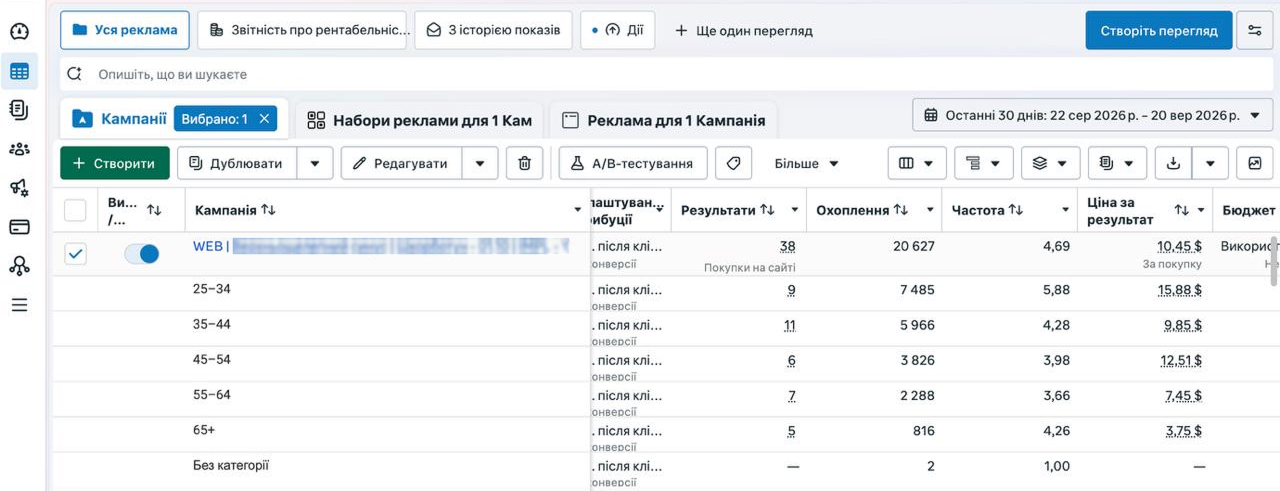 Уся реклама
Звітність про рентабельніс...
З історією показів
Дії
+ Ще один перегляд
Створіть перегляд
Опишіть, що ви шукаєте
Кампанії Вибрано: 1 ×
Набори реклами для 1 Кам
Реклама для 1 Кампанія
Останні 30 днів: 22 сер 2026 р. – 20 вер 2026 р.
+ Створити
Дублювати
Редагувати
A/B-тестування
Більше
Ви... /...
Кампанія
лаштуван... ибуції
Результати
Охоплення
Частота
Ціна за результат
Бюджет
WEB | . після клі... 38 20 627 4,69 10,45 $ Викорис
онверсії Покупки на сайті За покупку Не
25–34 . після клі... 9 7 485 5,88 15,88 $
онверсії
35–44 . після клі... 11 5 966 4,28 9,85 $
онверсії
45–54 . після клі... 6 3 826 3,98 12,51 $
онверсії
55–64 . після клі... 7 2 288 3,66 7,45 $
онверсії
65+ . після клі... 5 816 4,26 3,75 $
онверсії
Без категорії . після клі... — 2 1,00 —
онверсії